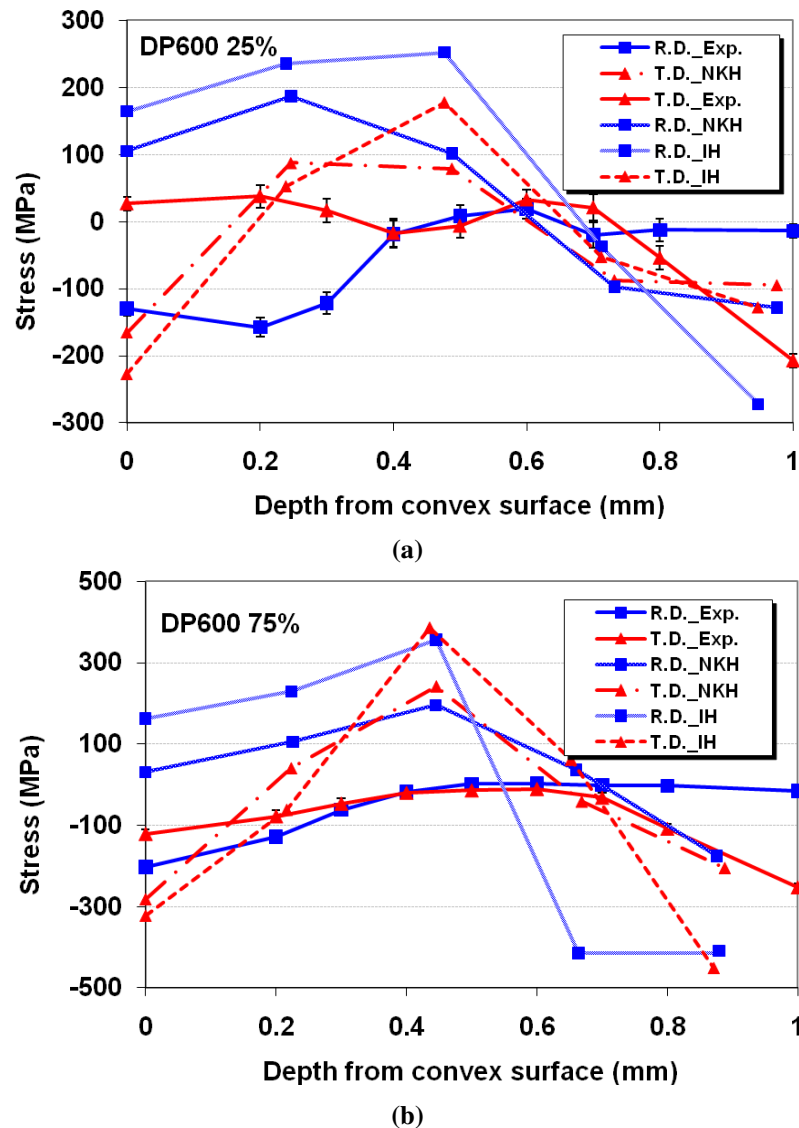 300
DP600 25%
R.D._Exp.
T.D._NKH
T.D._Exp.
R.D._NKH
R.D._IH
T.D._IH
200
100
0
-100
-200
-300
Stress (MPa)
0 0.2 0.4 0.6 0.8 1
Depth from convex surface (mm)
(a)
500
DP600 75%
R.D._Exp.
T.D._Exp.
R.D._NKH
T.D._NKH
R.D._IH
T.D._IH
300
100
-100
-300
-500
Stress (MPa)
0 0.2 0.4 0.6 0.8 1
Depth from convex surface (mm)
(b)